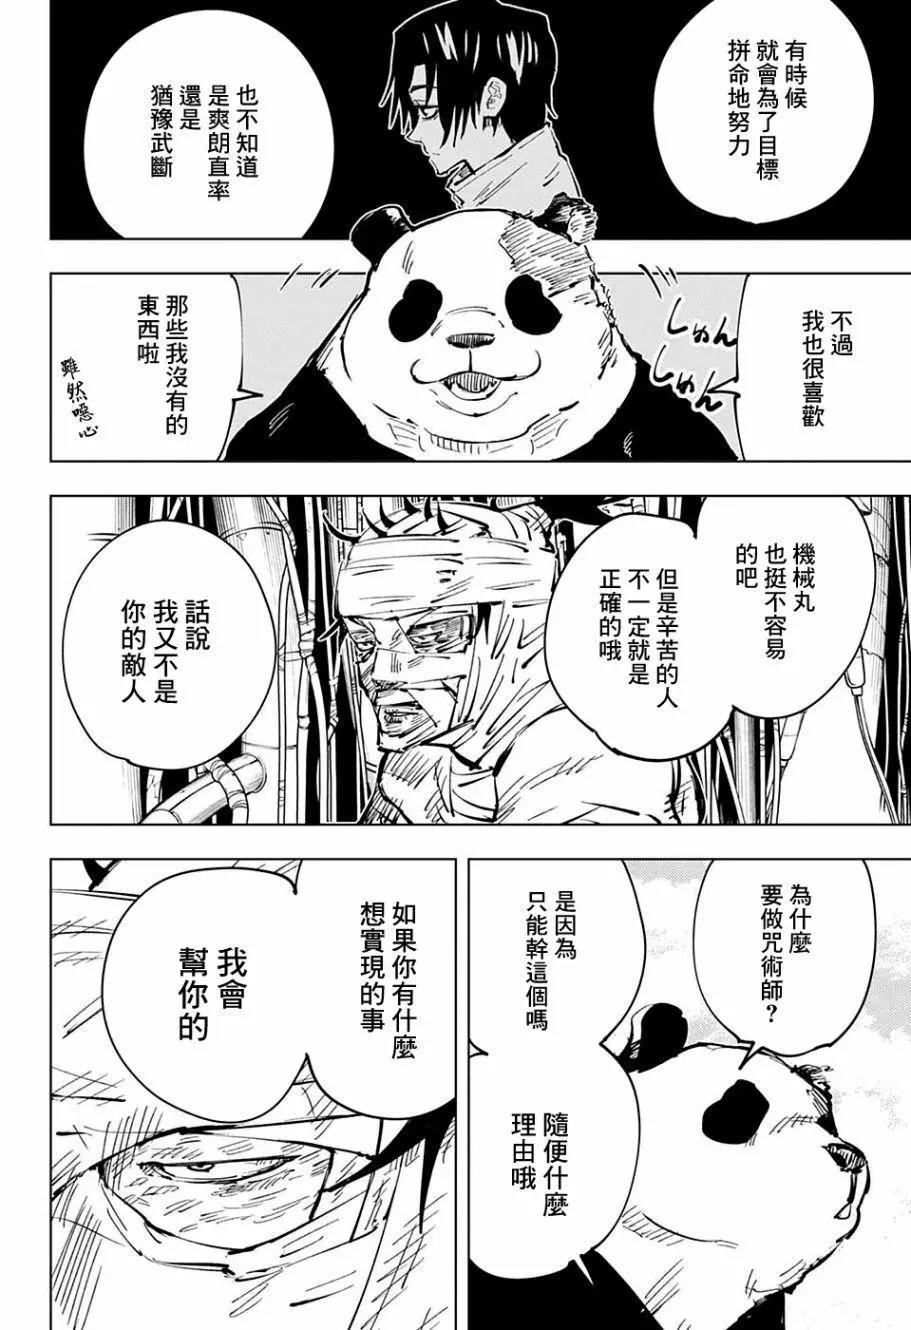 有時候
就會為了目標
拼命地努力
也不知道
是爽朗直率
還是
猶豫武斷
不過
我也很喜歡
しゅん
しゅん
那些我沒有的
東西啦
雖然噁心
機械丸
也挺不容易
的吧
但是辛苦的人
不一定就是
正確的哦
話說
我又不是
你的敵人
為什麼
要做咒術師?
是因為
只能幹這個嗎
隨便什麼
理由哦
如果你有什麼
想實現的事
我會
幫你的